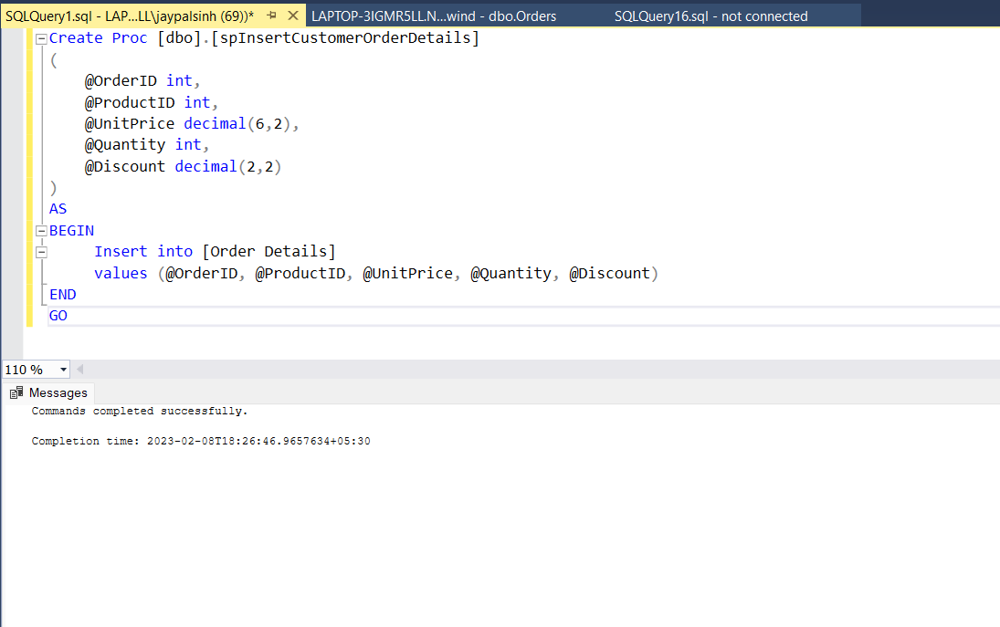 SQLQuery1.sql - LAP...LL\jaypalsinh (69))* LAPTOP-3IGMR5LL.N...wind - dbo.Orders SQLQuery16.sql - not connected
Create Proc [dbo].[spInsertCustomerOrderDetails]
(
@OrderID int,
@ProductID int,
@UnitPrice decimal(6,2),
@Quantity int,
@Discount decimal(2,2)
)
AS
BEGIN
Insert into [Order Details]
values (@OrderID, @ProductID, @UnitPrice, @Quantity, @Discount)
END
GO
110 %
Messages
Commands completed successfully.
Completion time: 2023-02-08T18:26:46.9657634+05:30